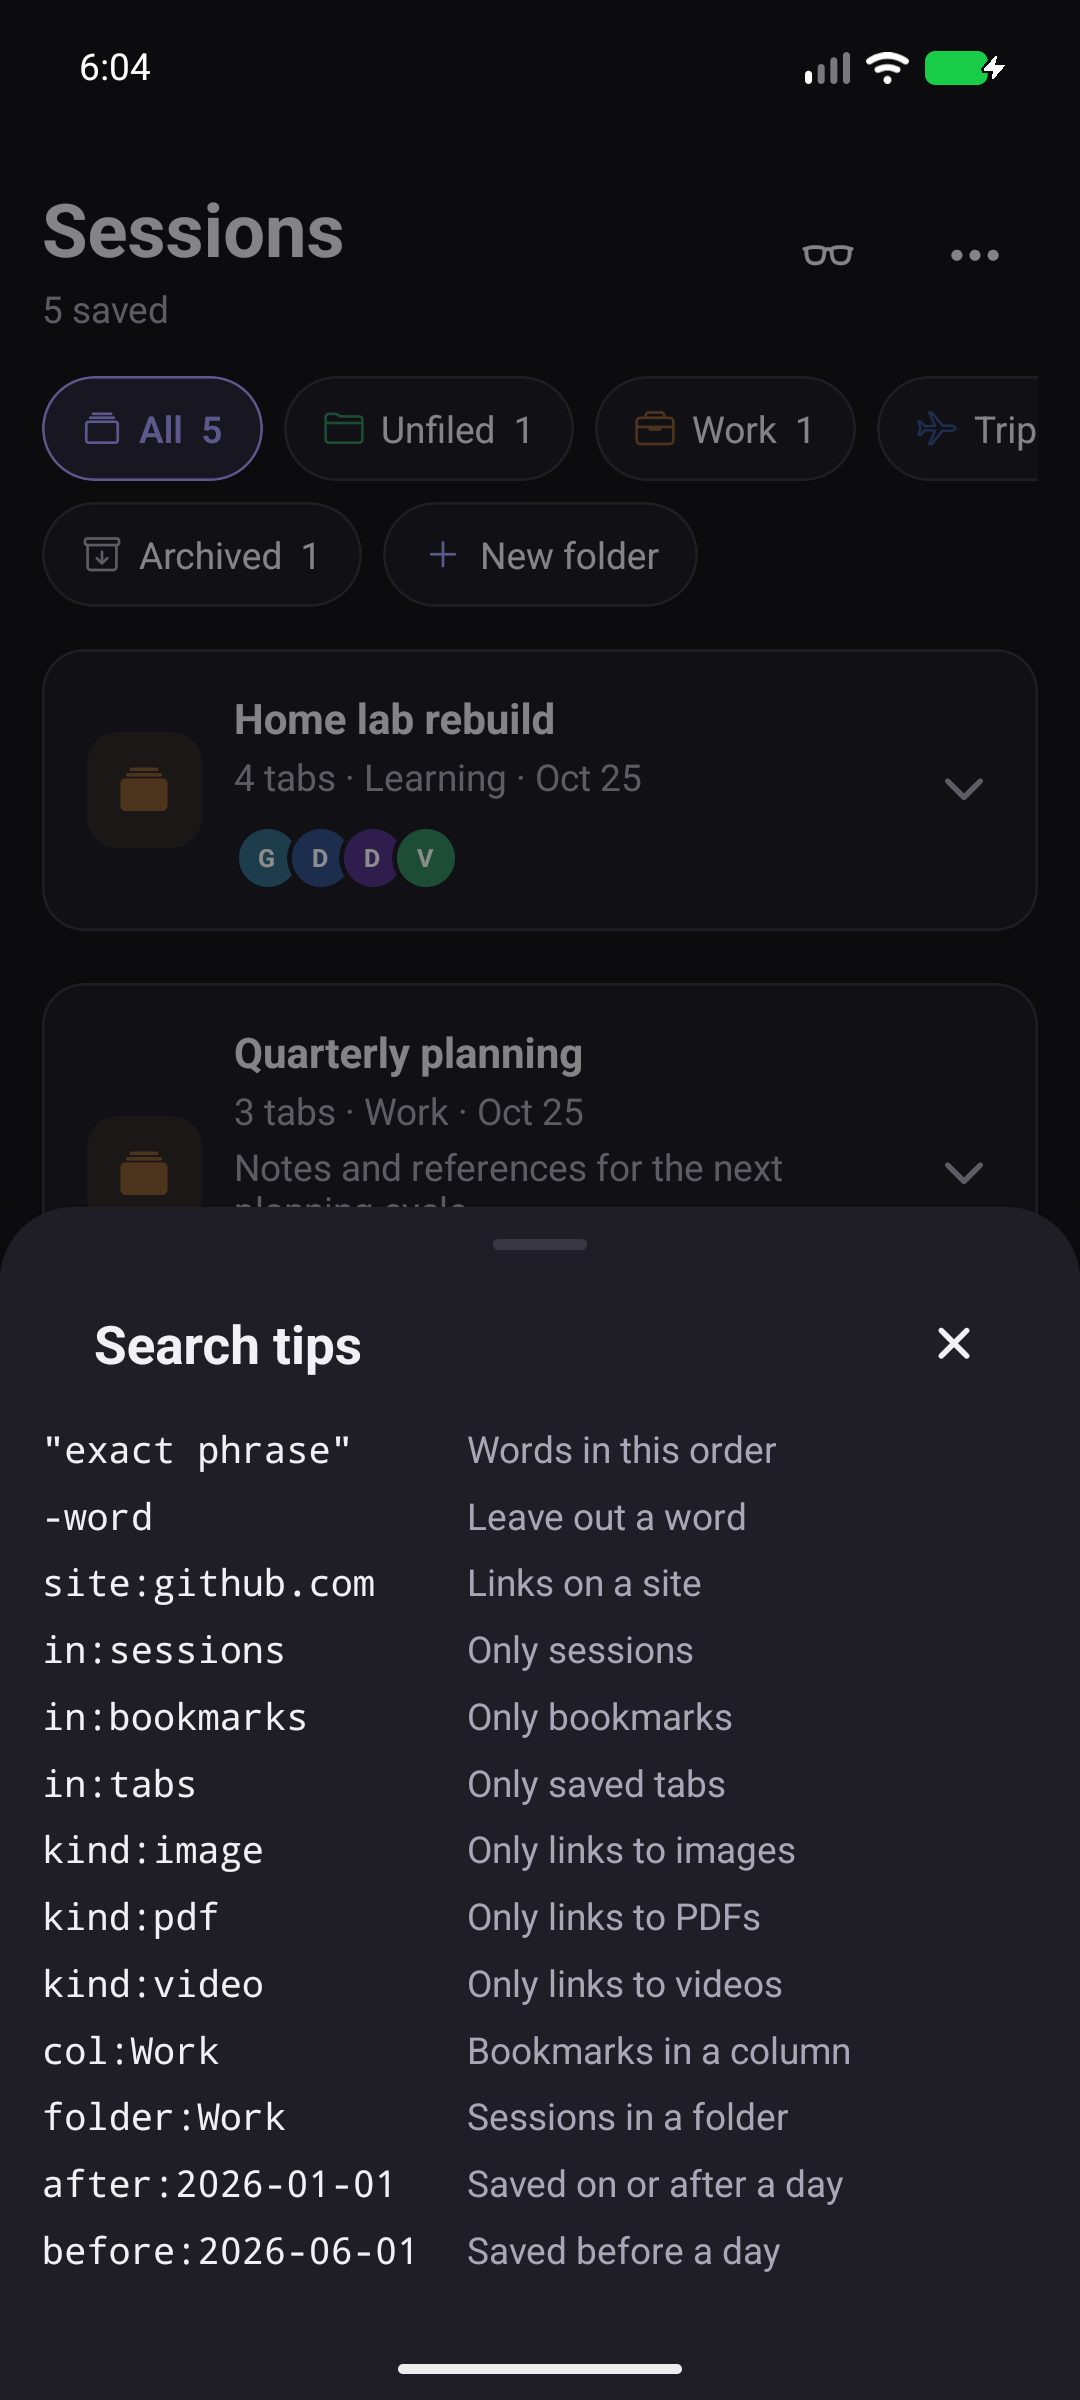 6:04
Sessions
5 saved
All 5
Unfiled 1
Work 1
Trip
Archived 1
New folder
Home lab rebuild
4 tabs · Learning · Oct 25
G D D V
Quarterly planning
3 tabs · Work · Oct 25
Notes and references for the next
planning cycle
Search tips
"exact phrase" Words in this order
-word Leave out a word
site:github.com Links on a site
in:sessions Only sessions
in:bookmarks Only bookmarks
in:tabs Only saved tabs
kind:image Only links to images
kind:pdf Only links to PDFs
kind:video Only links to videos
col:Work Bookmarks in a column
folder:Work Sessions in a folder
after:2026-01-01 Saved on or after a day
before:2026-06-01 Saved before a day